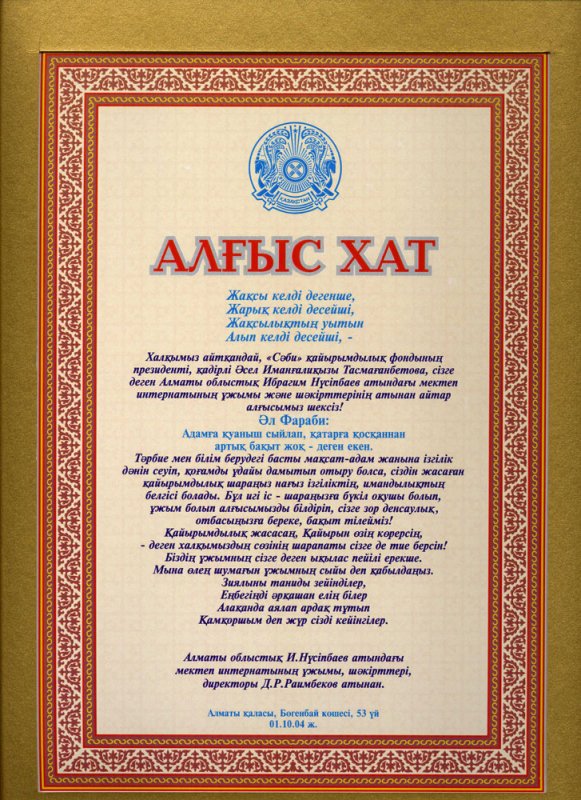 ҚАЗАҚСТАН
АЛҒЫС ХАТ
Жақсы келді дегенше,
Жарық келді десейші,
Жақсылықтың уытын
Алып келді десейші, -
Халқымыз айтқандай, «Сәби» қайырымдылық фондының
президенті, қадірлі Әсел Иманғалиқызы Тасмағанбетова, сізге
деген Алматы облыстық Ибрагим Нүсіпбаев атындағы мектеп
интернатының ұжымы және шәкірттерінің атынан айтар
алғысымыз шексіз!
Әл Фараби:
Адамға қуаныш сыйлап, қатарға қосқаннан
артық бақыт жоқ - деген екен.
Тәрбие мен білім берудегі басты мақсат-адам жанына ізгілік
дәнін сеуіп, қоғамды ұдайы дамытып отыру болса, сіздін жасаған
қайырымдылық шараңыз нағыз ізгіліктің, имандылықтың
белгісі болады. Бұл игі іс - шараңызға бүкіл оқушы болып,
ұжым болып алғысымызды білдіріп, сізге зор денсаулық,
отбасыңызға береке, бақыт тілейміз!
Қайырымдылық жасасаң, Қайырын өзің көрерсің,
- деген халқымыздың сөзінің шарапаты сізге де тие берсін!
Біздің ұжымның сізге деген ықылас пейілі ерекше.
Мына өлең шумағын ұжымның сыйы деп қабылдаңыз.
Зиялыны таниды зейінділер,
Еңбегіңді әрқашан елің білер
Алақанда аялап ардақ тұтып
Қамқоршым деп жүр сізді кейінгілер.
Алматы облыстық И.Нүсіпбаев атындағы
мектеп интернатының ұжымы, шәкірттері,
директоры Д.Р.Раимбеков атынан.
Алматы қаласы, Бөгенбай көшесі, 53 үй
01.10.04 ж.